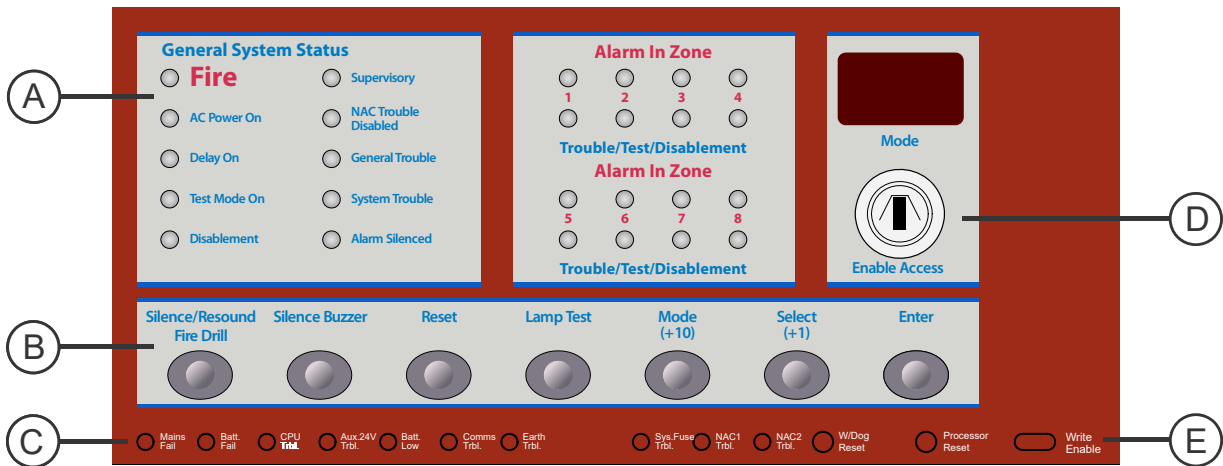 General System Status
Fire
Supervisory
AC Power On
NAC Trouble
Disabled
Delay On
General Trouble
Test Mode On
System Trouble
Disablement
Alarm Silenced
Alarm In Zone
1 2 3 4
Trouble/Test/Disablement
Alarm In Zone
5 6 7 8
Trouble/Test/Disablement
Mode
Enable Access
A
D
Silence/Resound
Fire Drill
Silence Buzzer
Reset
Lamp Test
Mode
(+10)
Select
(+1)
Enter
B
C
Mains
Fail
Batt.
Fail
CPU
Trbl.
Aux.24V
Trbl.
Batt.
Low
Comms
Trbl.
Earth
Trbl.
Sys.Fuse
Trbl.
NAC1
Trbl.
NAC2
Trbl.
W/Dog
Reset
Processor
Reset
Write
Enable
E